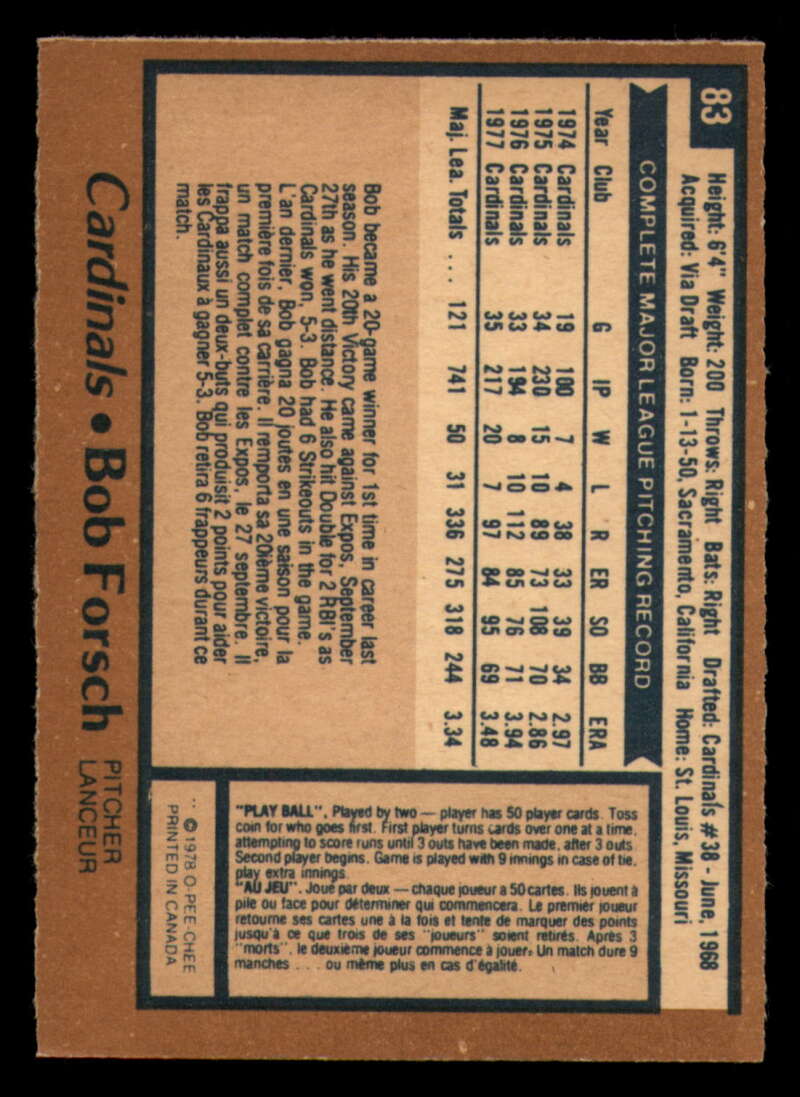 83
Height: 6'4" Weight: 200 Throws: Right Bats: Right Drafted: Cardinals #38 - June, 1968
Acquired: Via Draft Born: 1-13-50, Sacramento, California Home: St. Louis, Missouri
COMPLETE MAJOR LEAGUE PITCHING RECORD
Year Club G IP W L R ER SO BB ERA
1974 Cardinals 19 100 7 4 38 33 39 34 2.97
1975 Cardinals 34 230 15 10 89 73 108 70 2.86
1976 Cardinals 33 194 8 10 112 85 76 71 3.94
1977 Cardinals 35 217 20 7 97 84 95 69 3.48
Maj. Lea. Totals . . . 121 741 50 31 336 275 318 244 3.34
Bob became a 20-game winner for 1st time in career last
season. His 20th Victory came against Expos, September
27th as he went distance. He also hit Double for 2 RBI's as
Cardinals won, 5-3. Bob had 6 Strikeouts in the game.
L'an dernier, Bob gagna 20 joutes en une saison pour la
première fois de sa carrière. Il remporta sa 20ième victoire,
un match complet contre les Expos, le 27 septembre. Il
frappa aussi un deux-buts qui produisit 2 points pour aider
les Cardinaux à gagner 5-3. Bob retira 6 frappeurs durant ce
match.
"PLAY BALL", Played by two — player has 50 player cards. Toss
coin for who goes first. First player turns cards over one at a time,
attempting to score runs until 3 outs have been made, after 3 outs
Second player begins. Game is played with 9 innings in case of tie,
play extra innings.
"AU JEU". Joué par deux — chaque joueur a 50 cartes. Ils jouent à
pile ou face pour déterminer qui commencera. Le premier joueur
retourne ses cartes une à la fois et tente de marquer des points
jusqu'à ce que trois de ses "joueurs" soient retirés. Après 3
"morts", le deuxième joueur commence à jouer. Un match dure 9
manches . . . ou même plus en cas d'égalité.
© 1978 O-PEE-CHEE
PRINTED IN CANADA
Cardinals • Bob Forsch PITCHER
LANCEUR